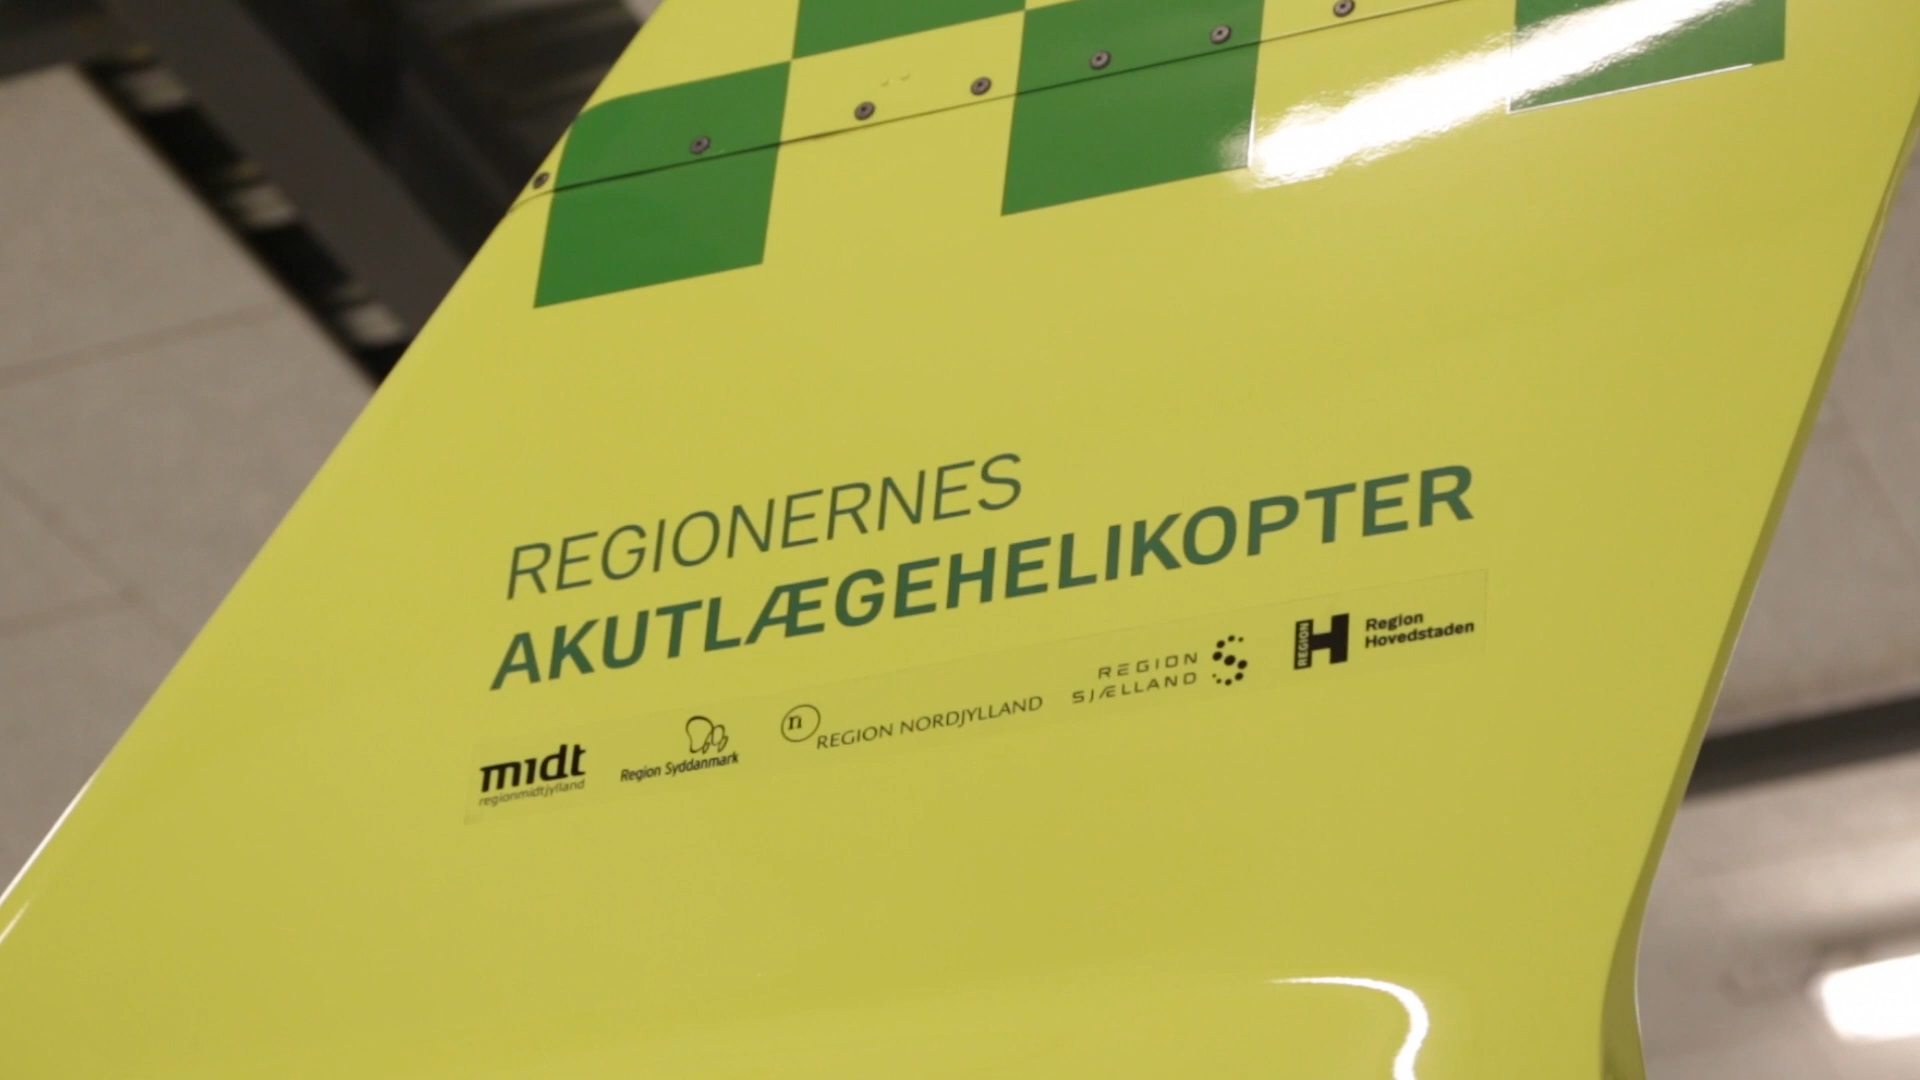 REGIONERNES
AKUTLÆGEHELIKOPTER
midt
regionmidtjylland
Region Syddanmark
n
REGION NORDJYLLAND
REGION
SJÆLLAND
REGION
H
Region
Hovedstaden